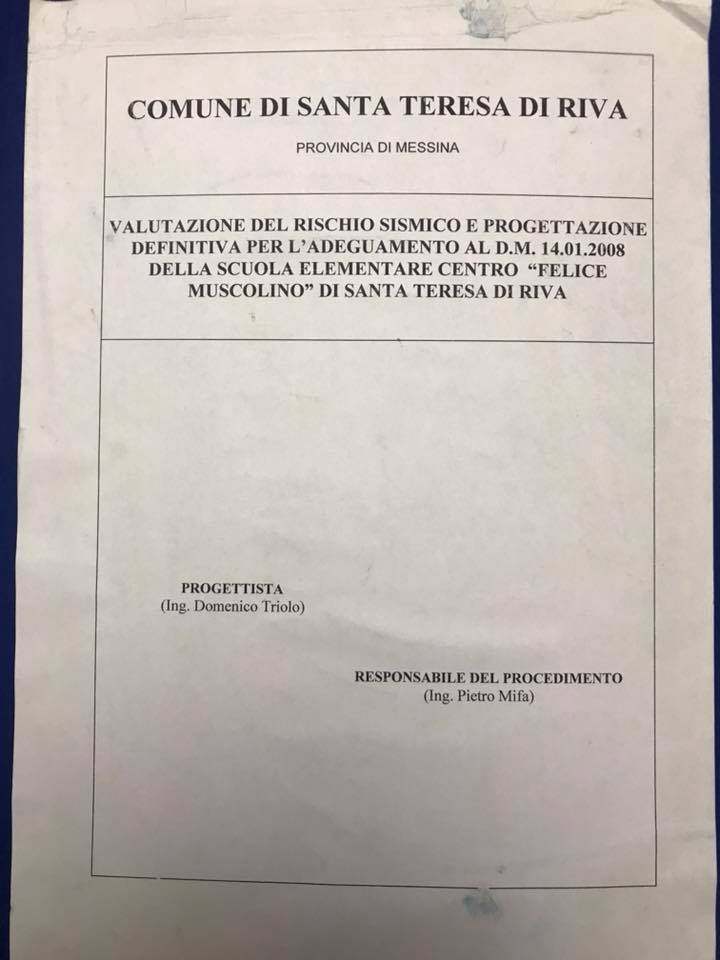 COMUNE DI SANTA TERESA DI RIVA
PROVINCIA DI MESSINA
VALUTAZIONE DEL RISCHIO SISMICO E PROGETTAZIONE
DEFINITIVA PER L'ADEGUAMENTO AL D.M. 14.01.2008
DELLA SCUOLA ELEMENTARE CENTRO “FELICE
MUSCOLINO” DI SANTA TERESA DI RIVA
PROGETTISTA
(Ing. Domenico Triolo)
RESPONSABILE DEL PROCEDIMENTO
(Ing. Pietro Mifa)